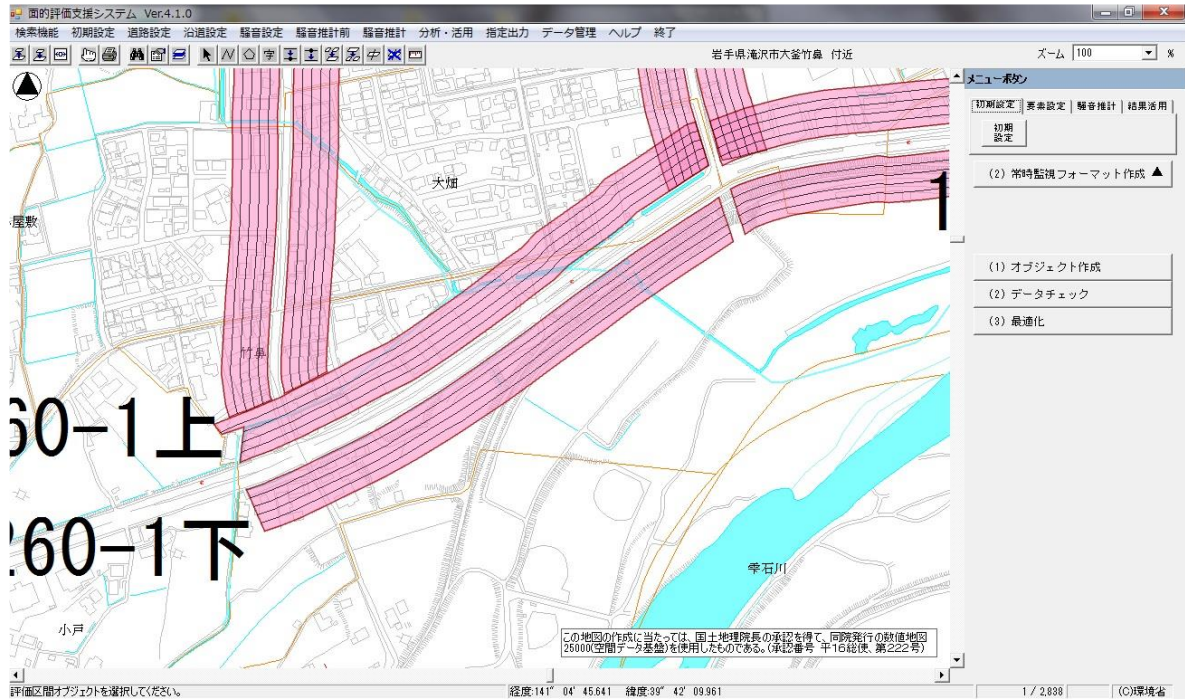 面的評価支援システム Ver.4.1.0
検索機能 初期設定 道路設定 沿道設定 騒音設定 騒音推計前 騒音推計 分析・活用 指定出力 データ管理 ヘルプ 終了
字
岩手県滝沢市大釜竹鼻 付近
ズーム 100 %
メニューボタン
初期設定 要素設定 騒音推計 結果活用
初期
設定
(2) 常時監視フォーマット作成 ▲
(1) オブジェクト作成
(2) データチェック
(3) 最適化
大畑
屋敷
1
竹鼻
60-1上
260-1下
雫石川
小戸
この地図の作成に当たっては、国土地理院長の承認を得て、同院発行の数値地図
25000(空間データ基盤)を使用したものである。(承認番号 平16総使、第222号)
評価区間オブジェクトを選択してください。
経度:141° 04′ 45.641 緯度:39° 42′ 09.961
1 / 2,838
(C)環境省